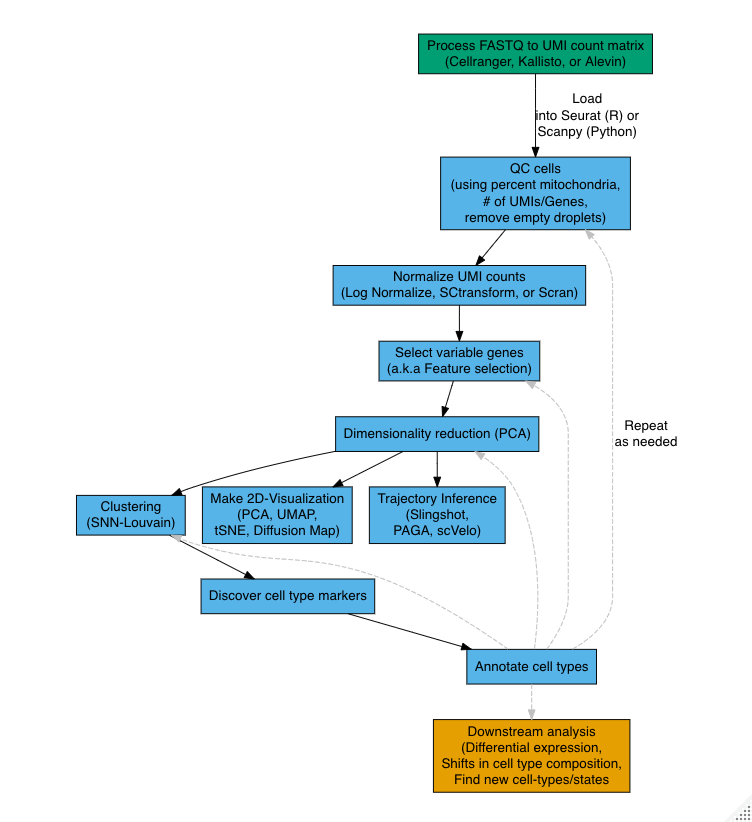 Process FASTQ to UMI count matrix
(Cellranger, Kallisto, or Alevin)
Load
into Seurat (R) or
Scanpy (Python)
QC cells
(using percent mitochondria,
# of UMIs/Genes,
remove empty droplets)
Normalize UMI counts
(Log Normalize, SCtransform, or Scran)
Select variable genes
(a.k.a Feature selection)
Repeat
as needed
Dimensionality reduction (PCA)
Clustering
(SNN-Louvain)
Make 2D-Visualization
(PCA, UMAP,
tSNE, Diffusion Map)
Trajectory Inference
(Slingshot,
PAGA, scVelo)
Discover cell type markers
Annotate cell types
Downstream analysis
(Differential expression,
Shifts in cell type composition,
Find new cell-types/states